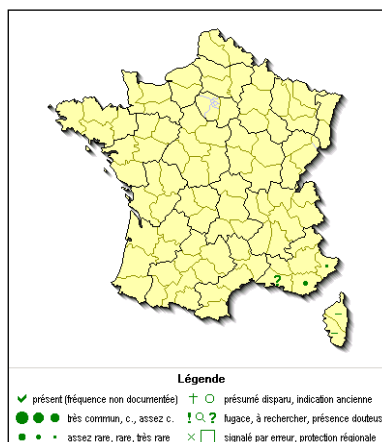 ?
Légende
présent (fréquence non documentée) présumé disparu, indication ancienne
très commun, c., assez c. ! ? fugace, à rechercher, présence douteus
assez rare, rare, très rare signalé par erreur, protection régionale